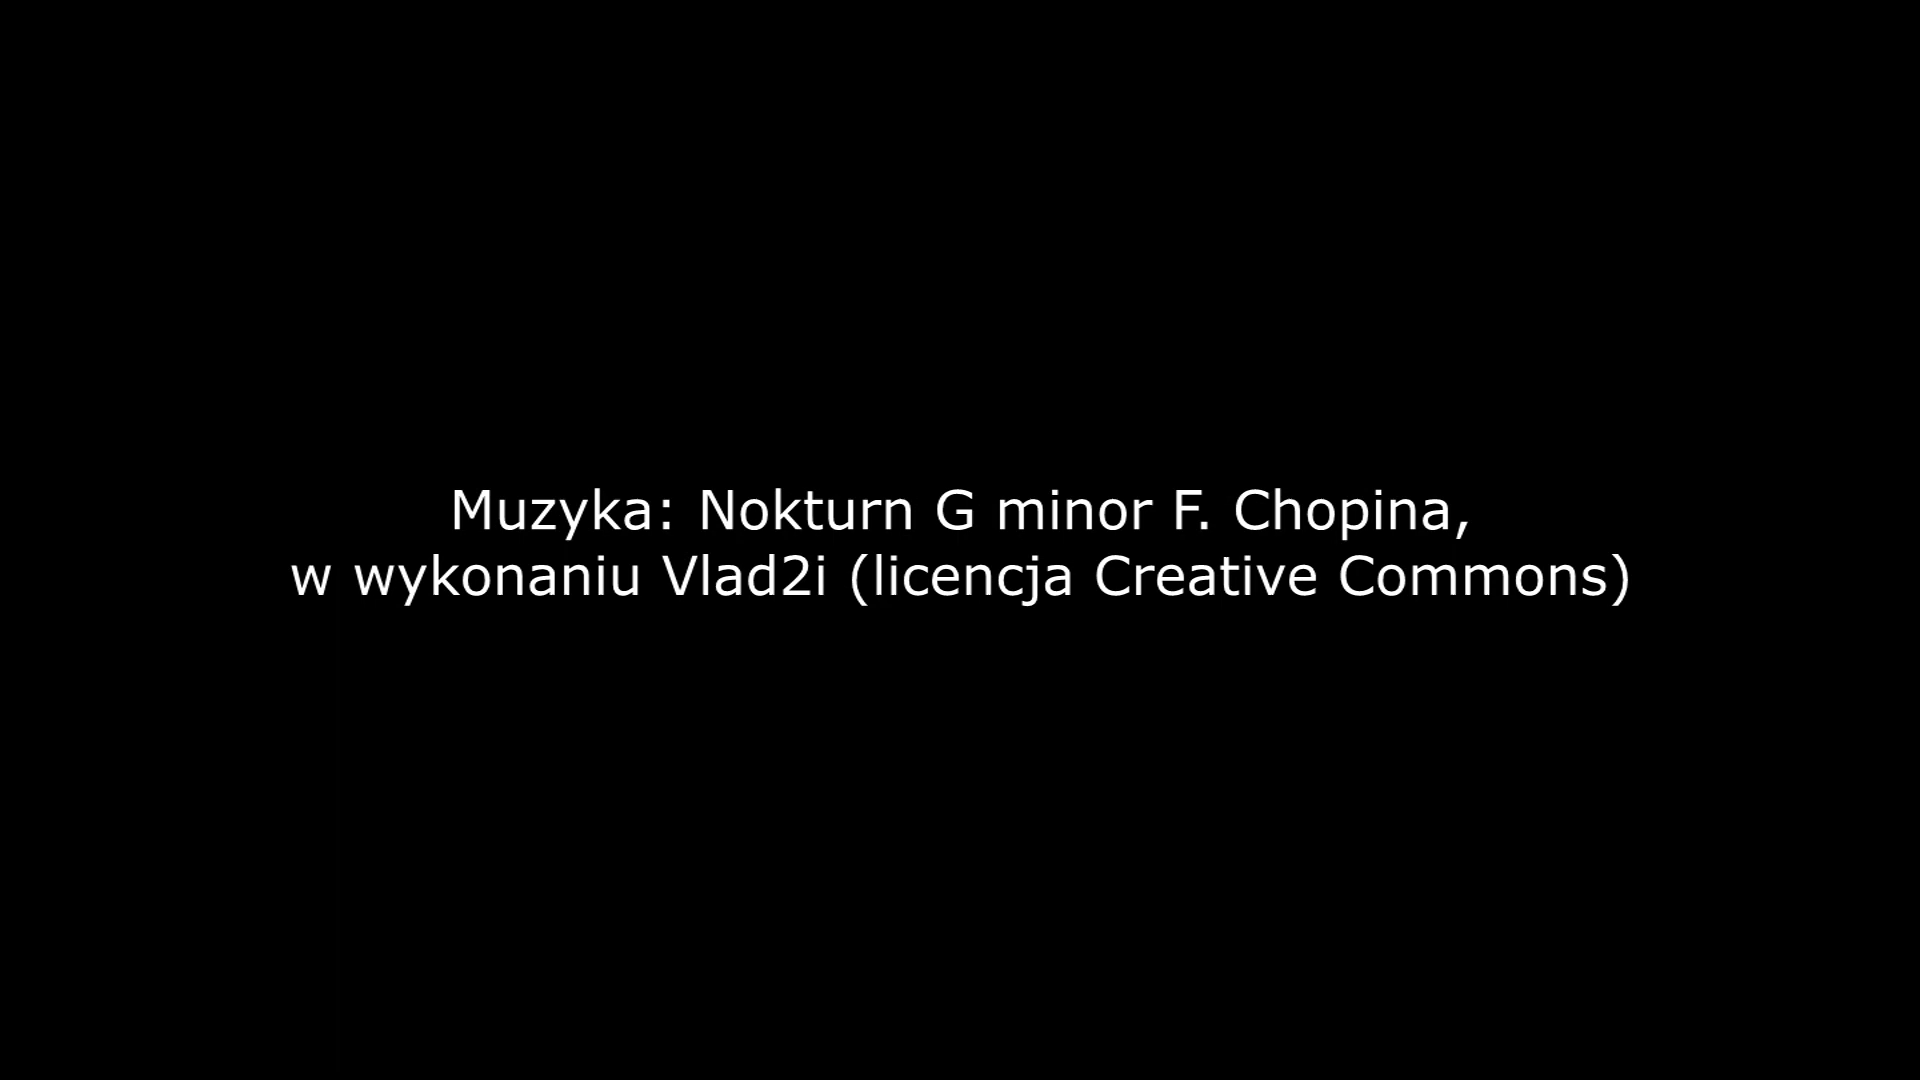 Muzyka: Nokturn G minor F. Chopina,
w wykonaniu Vlad2i (licencja Creative Commons)